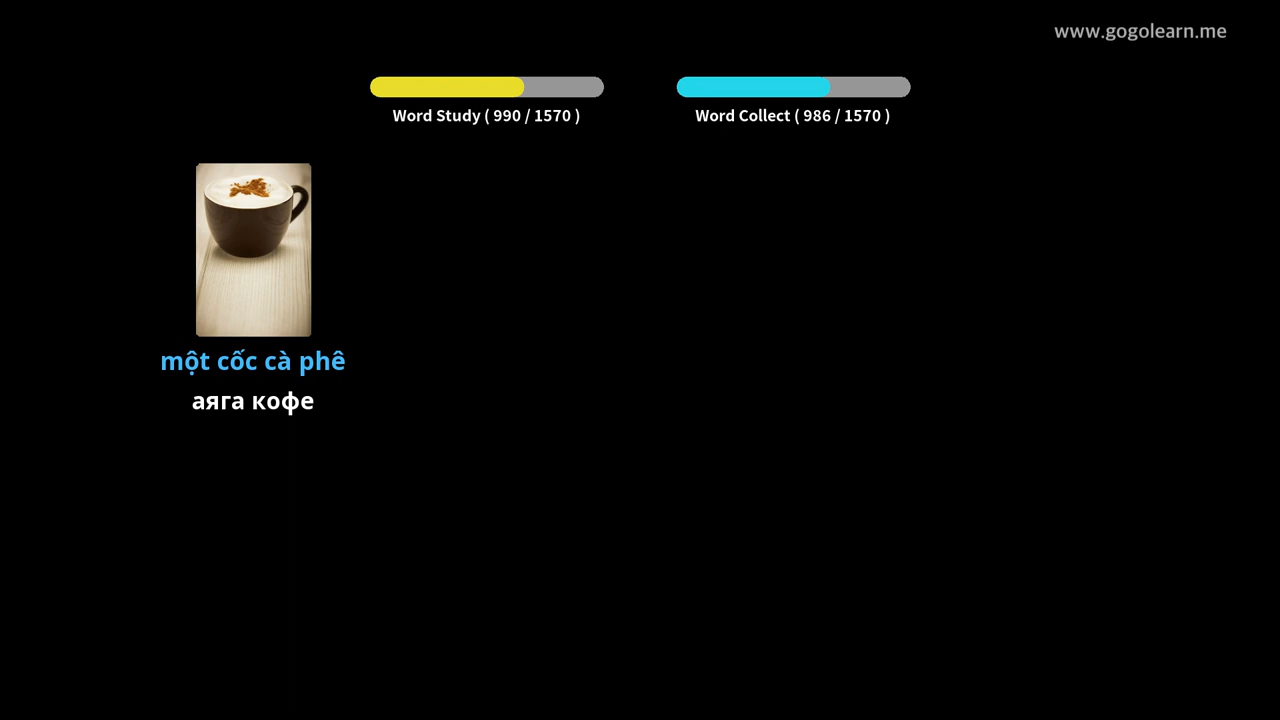 www.gogolearn.me
Word Study ( 990 / 1570 )
Word Collect ( 986 / 1570 )
một cốc cà phê
аяга кофе